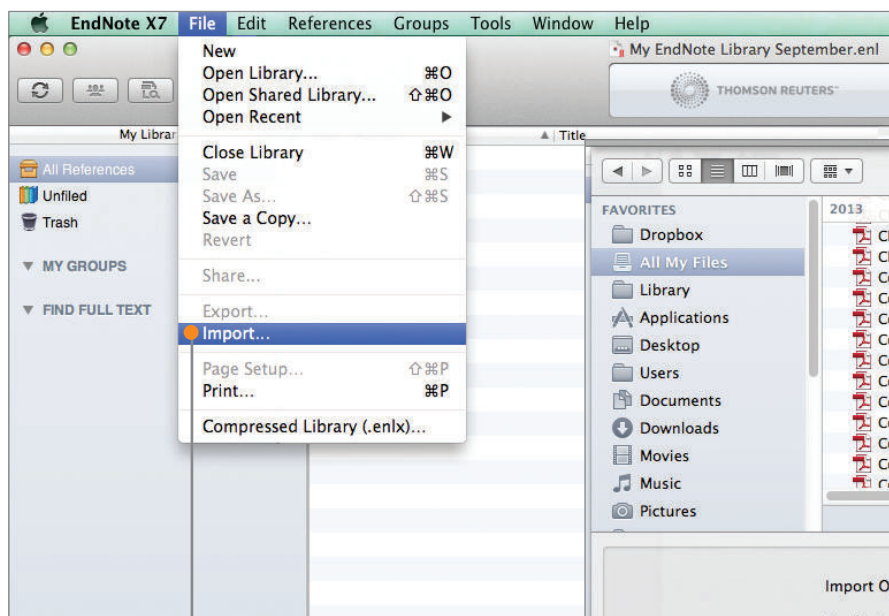 EndNote X7 File Edit References Groups Tools Window Help
My EndNote Library September.enl
THOMSON REUTERS™
My Librar
Title
All References
Unfiled
Trash
MY GROUPS
FIND FULL TEXT
New
Open Library... ⌘O
Open Shared Library... ⇧⌘O
Open Recent ▶
Close Library ⌘W
Save ⌘S
Save As... ⇧⌘S
Save a Copy...
Revert
Share...
Export...
Import...
Page Setup... ⇧⌘P
Print... ⌘P
Compressed Library (.enlx)...
FAVORITES
Dropbox
All My Files
Library
Applications
Desktop
Users
Documents
Downloads
Movies
Music
Pictures
2013
Import O